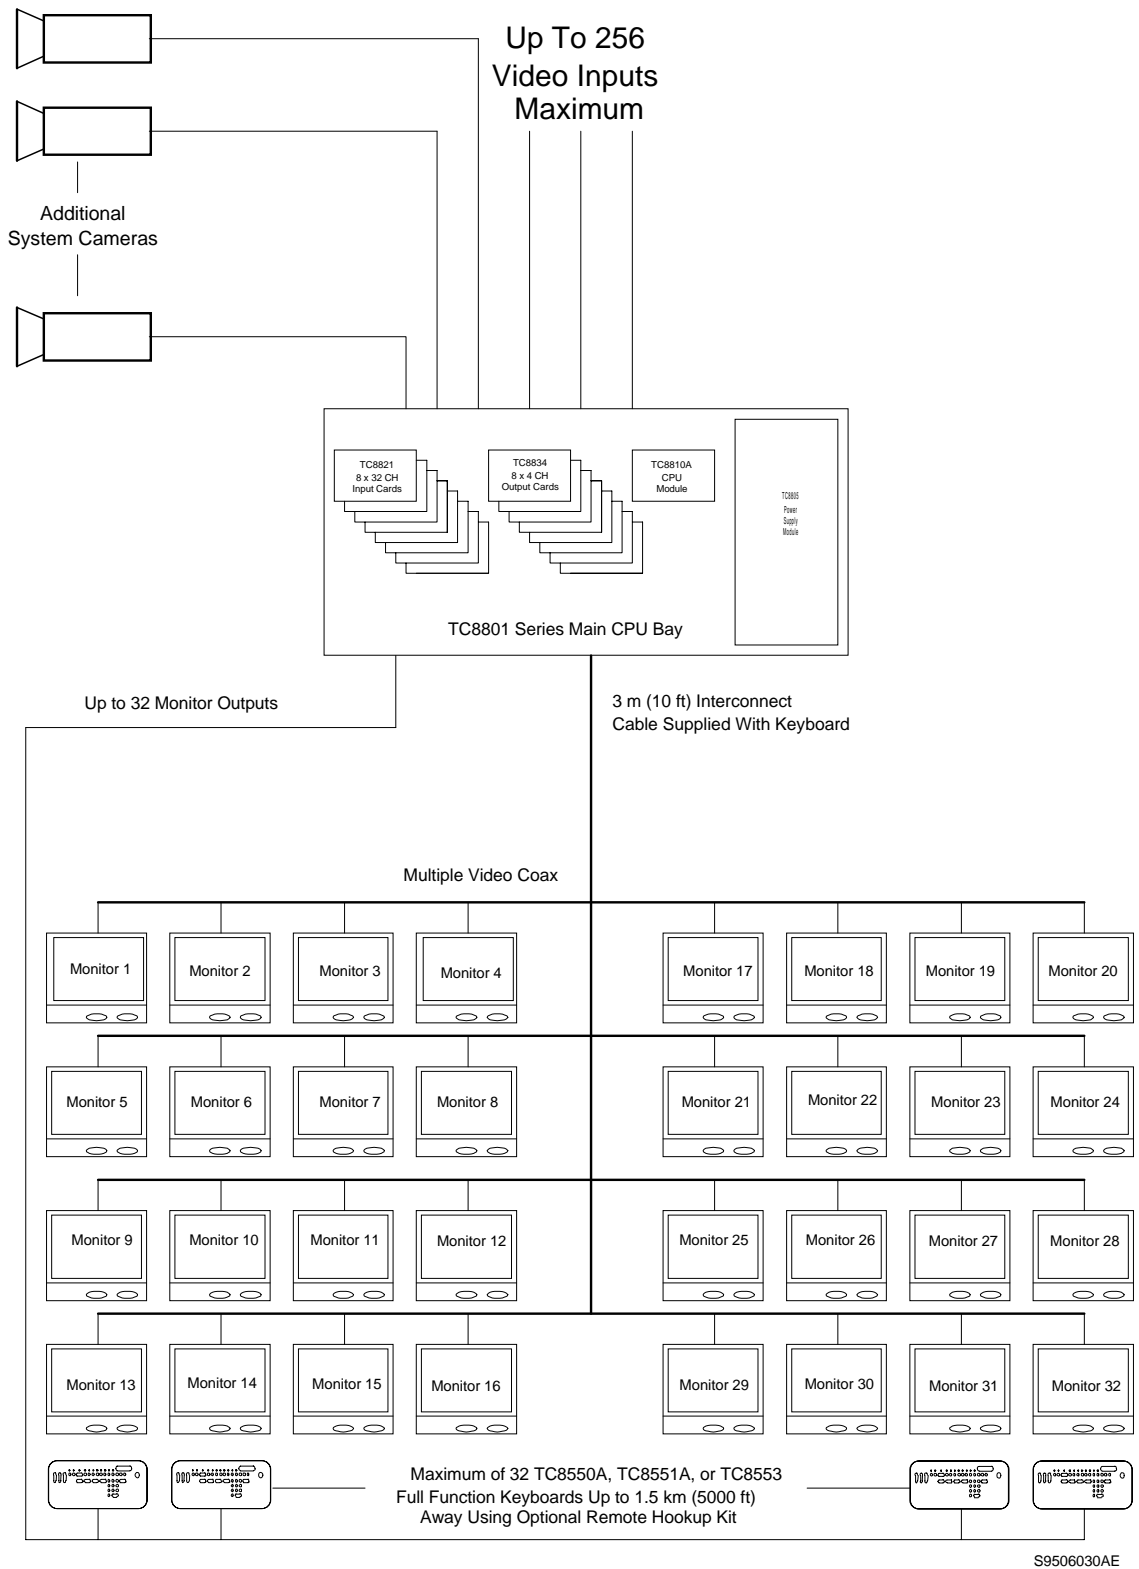 Up To 256
Video Inputs
Maximum
Additional
System Cameras
TC8821
8 x 32 CH
Input Cards
TC8834
8 x 4 CH
Output Cards
TC8810A
CPU
Module
TC8805
Power
Supply
Module
TC8801 Series Main CPU Bay
Up to 32 Monitor Outputs
3 m (10 ft) Interconnect
Cable Supplied With Keyboard
Multiple Video Coax
Monitor 1
Monitor 2
Monitor 3
Monitor 4
Monitor 17
Monitor 18
Monitor 19
Monitor 20
Monitor 5
Monitor 6
Monitor 7
Monitor 8
Monitor 21
Monitor 22
Monitor 23
Monitor 24
Monitor 9
Monitor 10
Monitor 11
Monitor 12
Monitor 25
Monitor 26
Monitor 27
Monitor 28
Monitor 13
Monitor 14
Monitor 15
Monitor 16
Monitor 29
Monitor 30
Monitor 31
Monitor 32
Maximum of 32 TC8550A, TC8551A, or TC8553
Full Function Keyboards Up to 1.5 km (5000 ft)
Away Using Optional Remote Hookup Kit
S9506030AE